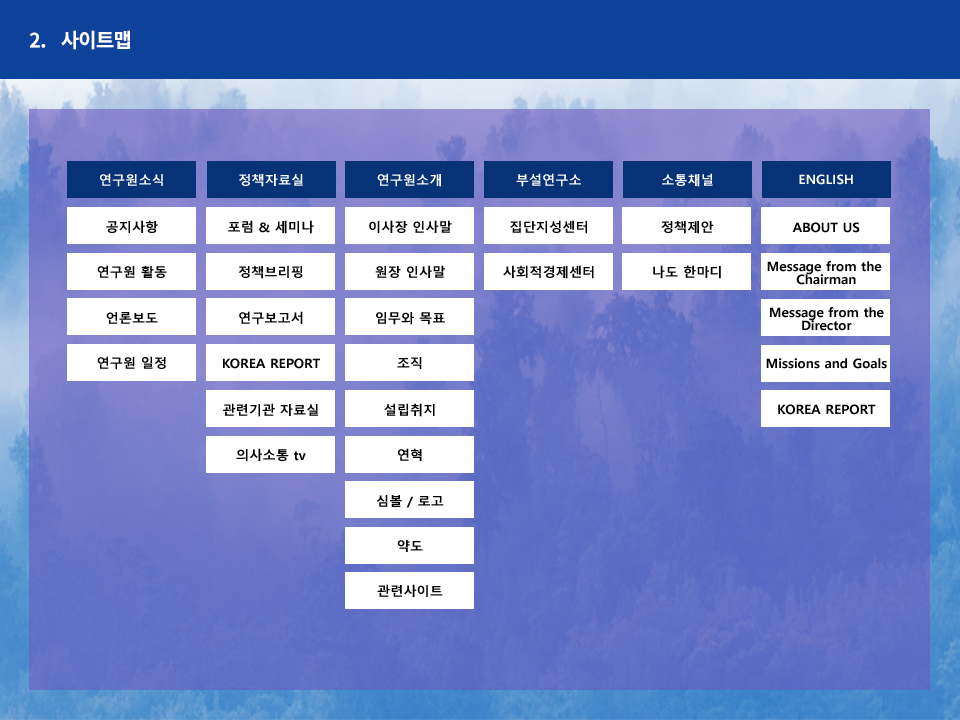 2. 사이트맵
연구원소식
공지사항
연구원 활동
언론보도
연구원 일정
정책자료실
포럼 & 세미나
정책브리핑
연구보고서
KOREA REPORT
관련기관 자료실
의사소통 tv
연구원소개
이사장 인사말
원장 인사말
임무와 목표
조직
설립취지
연혁
심볼 / 로고
약도
관련사이트
부설연구소
집단지성센터
사회적경제센터
소통채널
정책제안
나도 한마디
ENGLISH
ABOUT US
Message from the
Chairman
Message from the
Director
Missions and Goals
KOREA REPORT